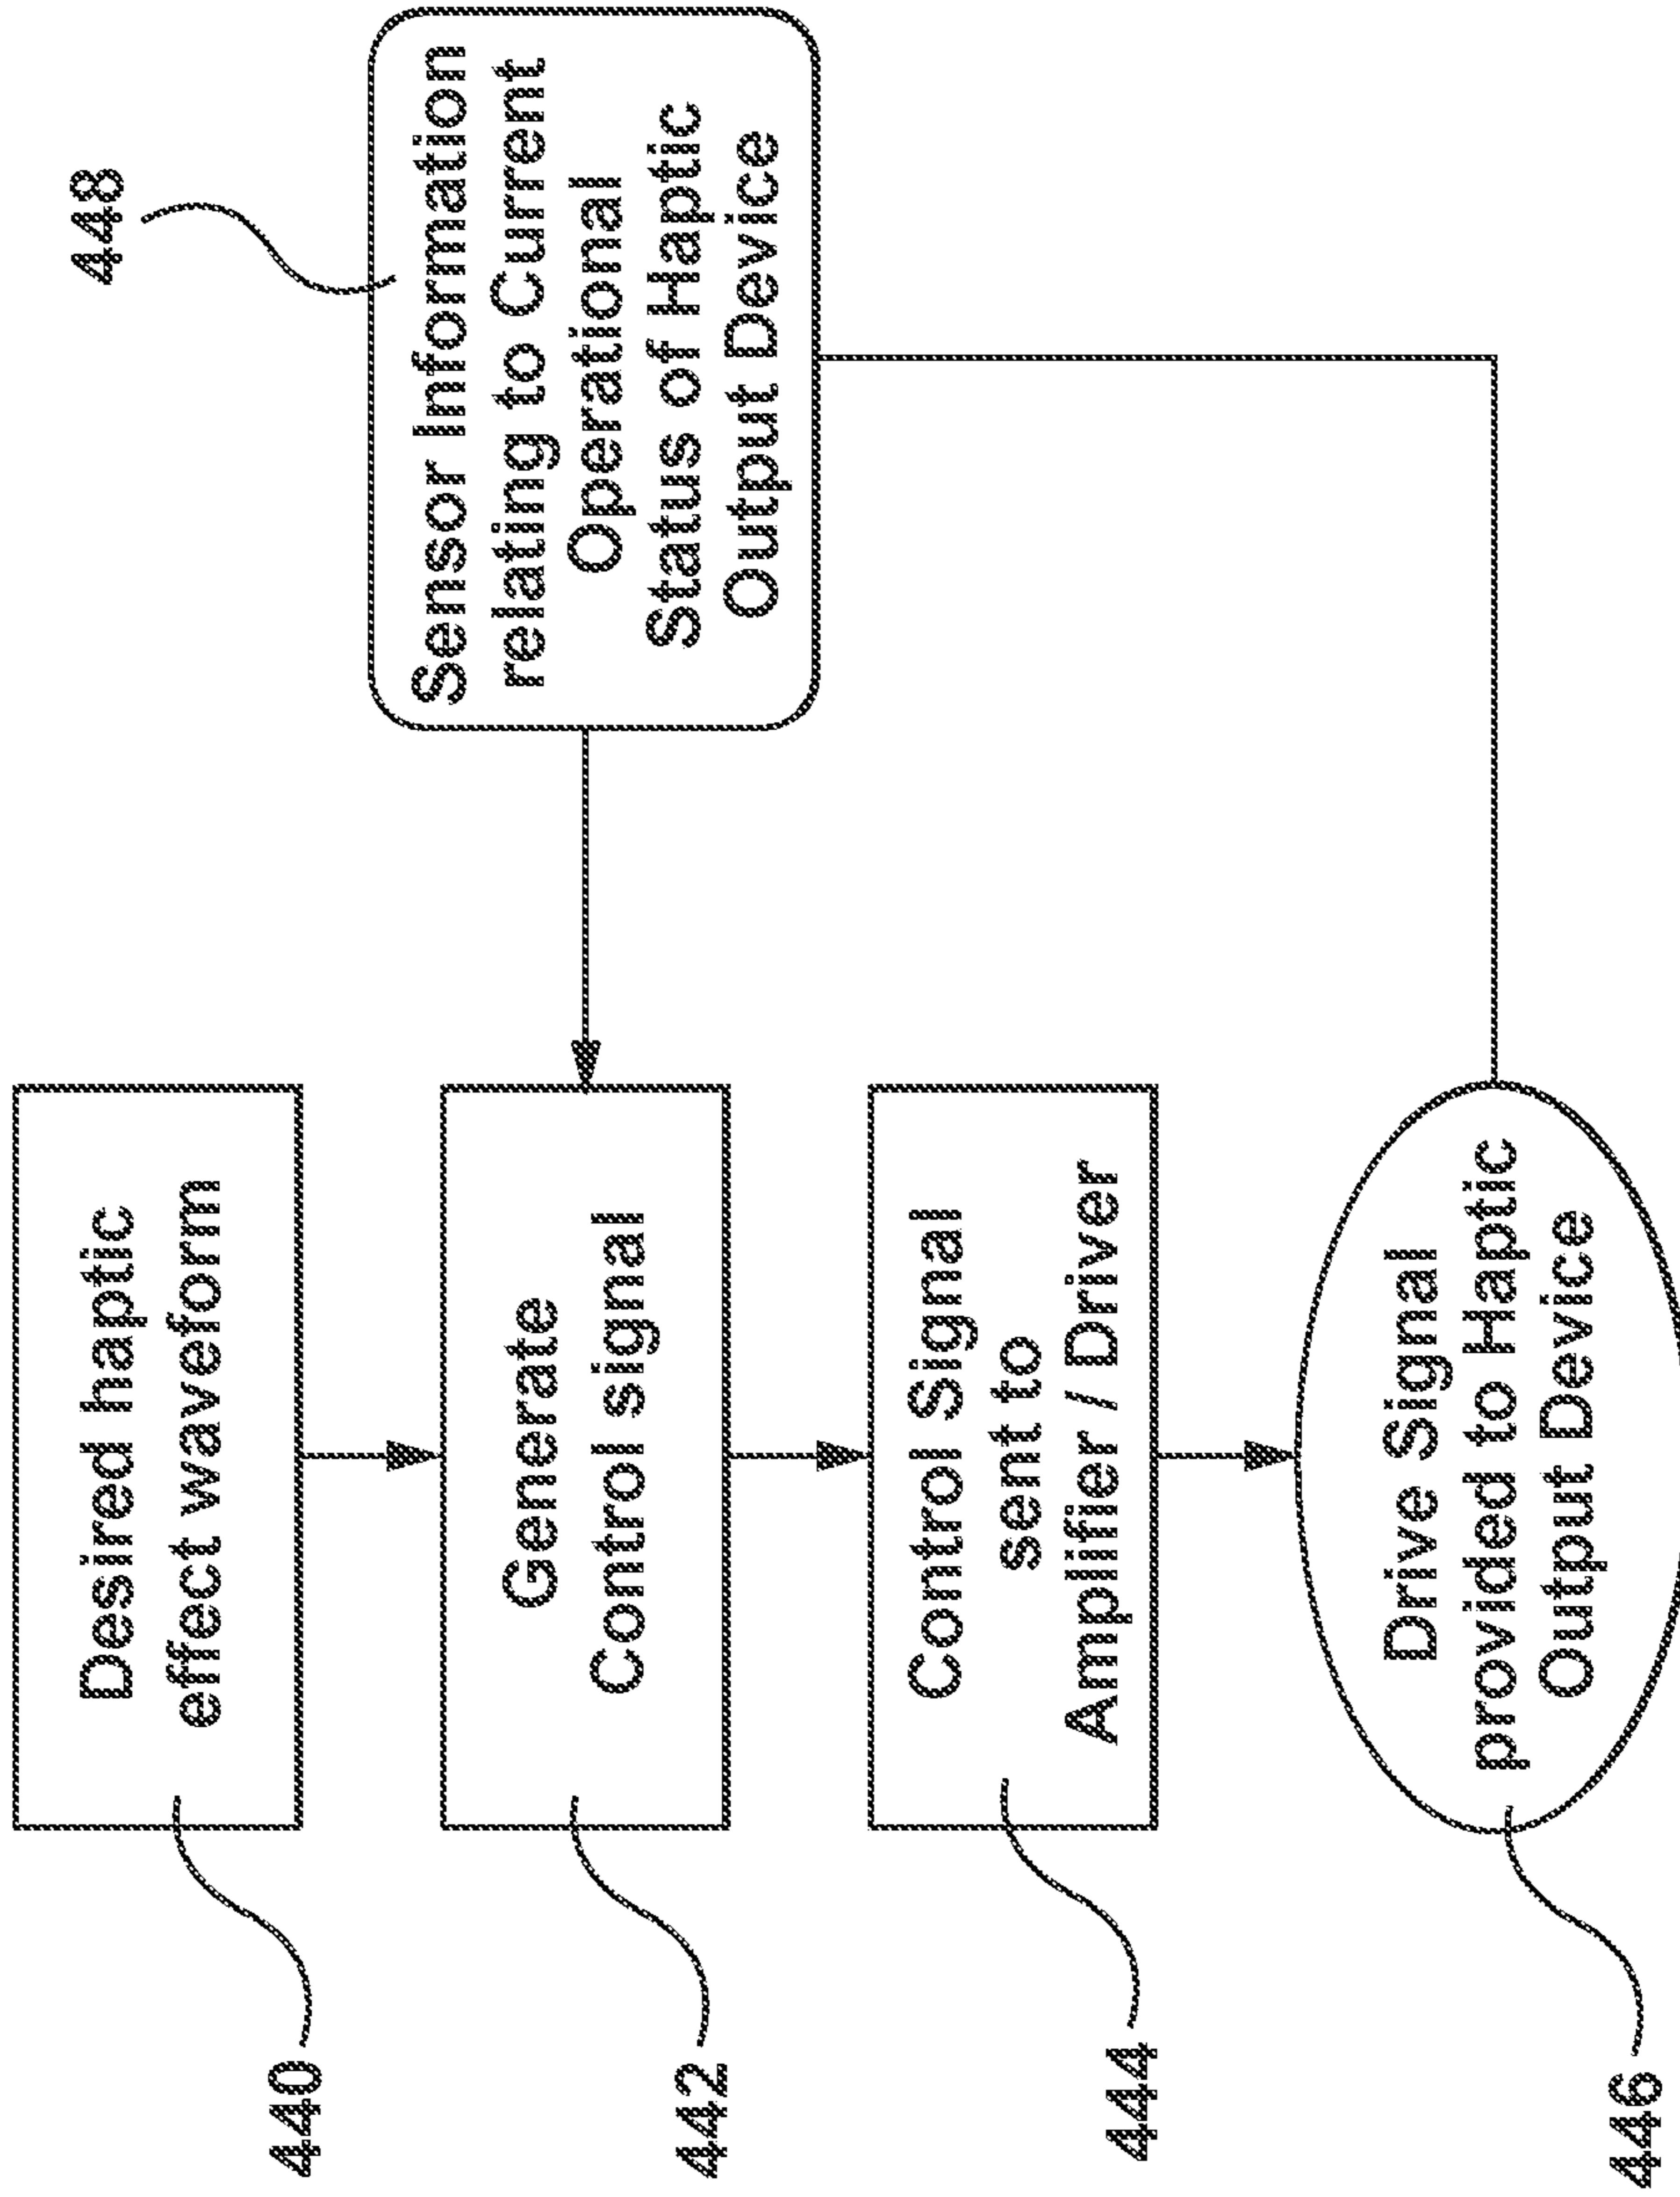 440
Desired haptic
effect waveform
442
Generate
Control signal
444
Control Signal
sent to
Amplifier / Driver
446
Drive Signal
provided to Haptic
Output Device
448
Sensor Information
relating to Current
Operational
Status of Haptic
Output Device